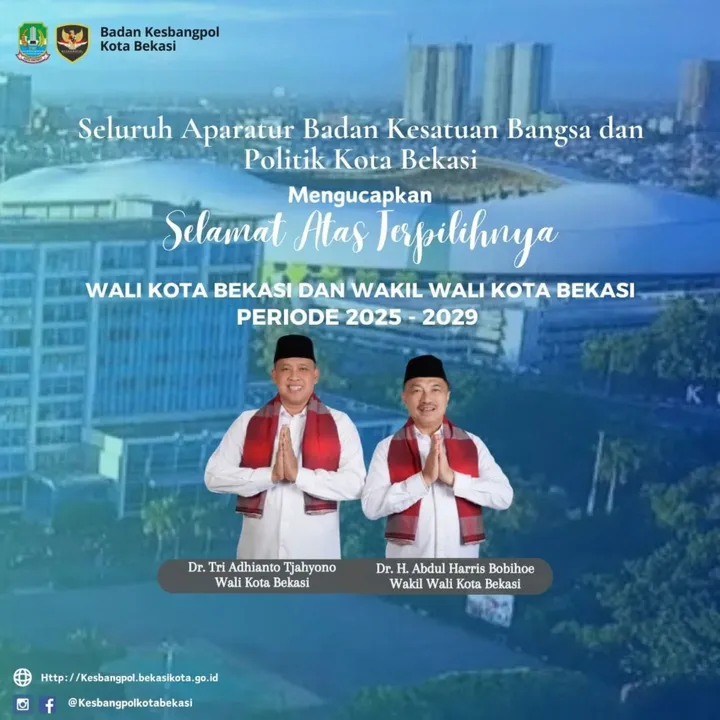 Badan Kesbangpol
Kota Bekasi
Seluruh Aparatur Badan Kesatuan Bangsa dan
Politik Kota Bekasi
Mengucapkan
Selamat Atas Terpilihnya
WALI KOTA BEKASI DAN WAKIL WALI KOTA BEKASI
PERIODE 2025 - 2029
Dr. Tri Adhianto Tjahyono
Wali Kota Bekasi
Dr. H. Abdul Harris Bobihoe
Wakil Wali Kota Bekasi
Http://Kesbangpol.bekasikota.go.id
@Kesbangpolkotabekasi